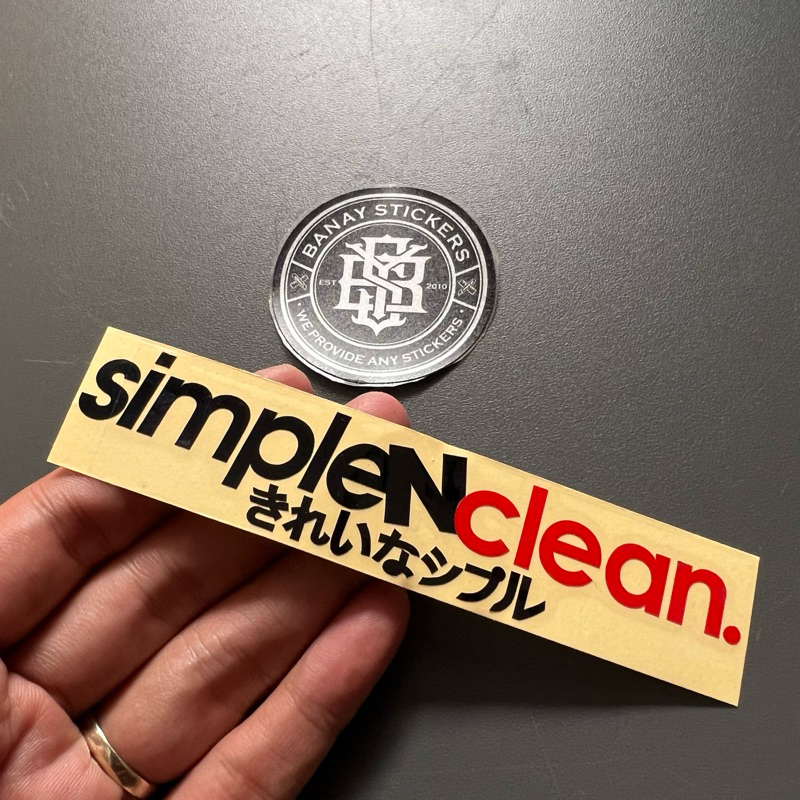 BANAY STICKERS
EST 2010
WE PROVIDE ANY STICKERS
simpleNclean.
きれいなシプル